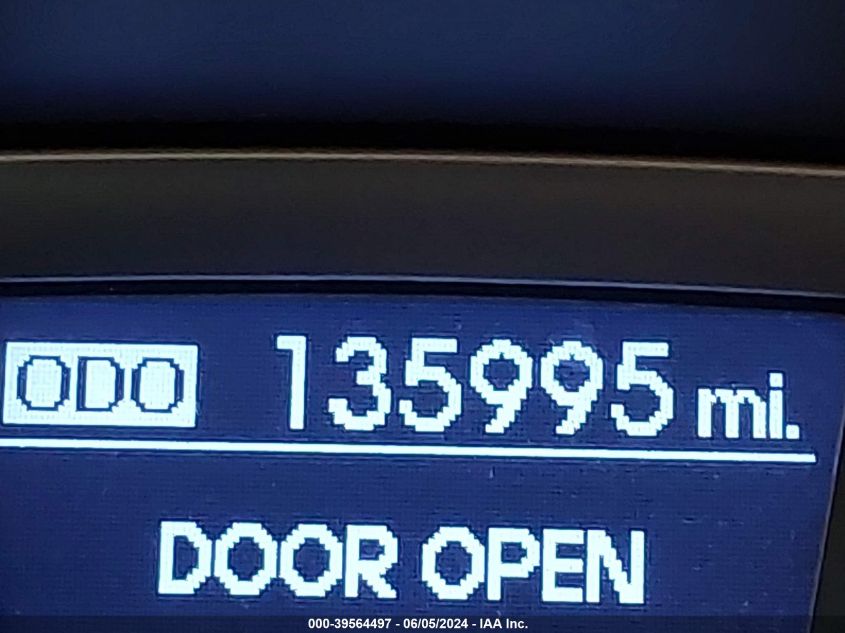 ODO 135995 mi.
DOOR OPEN
000-39564497 - 06/05/2024 - IAA Inc.